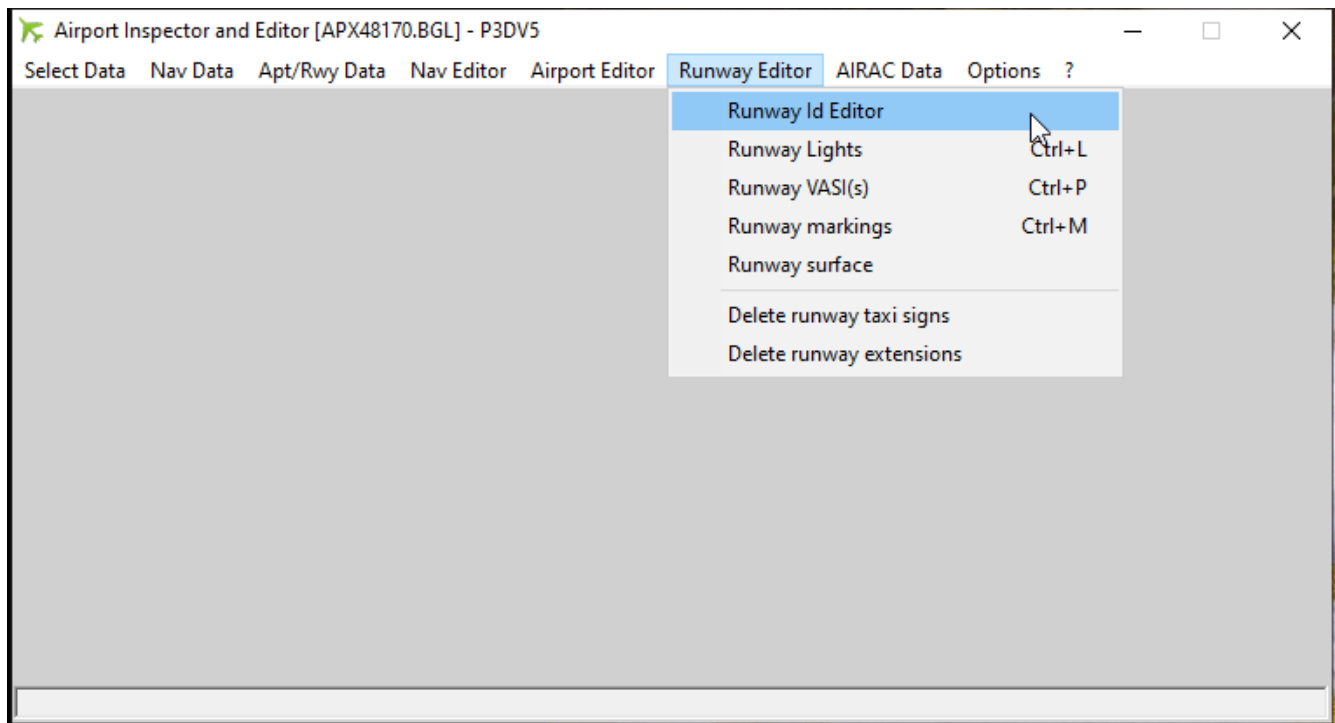 Airport Inspector and Editor [APX48170.BGL] - P3DV5
Select Data Nav Data Apt/Rwy Data Nav Editor Airport Editor Runway Editor AIRAC Data Options ?
Runway Id Editor
Runway Lights Ctrl+L
Runway VASI(s) Ctrl+P
Runway markings Ctrl+M
Runway surface
Delete runway taxi signs
Delete runway extensions